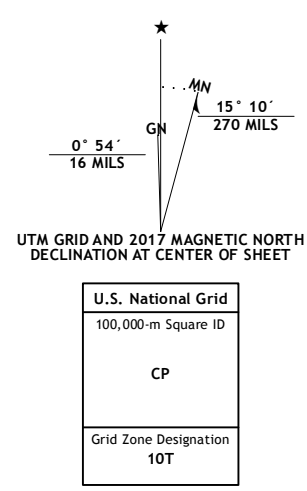 ★
MN
15° 10´
270 MILS
GN
0° 54´
16 MILS
UTM GRID AND 2017 MAGNETIC NORTH
DECLINATION AT CENTER OF SHEET
U.S. National Grid
100,000-m Square ID
CP
Grid Zone Designation
10T